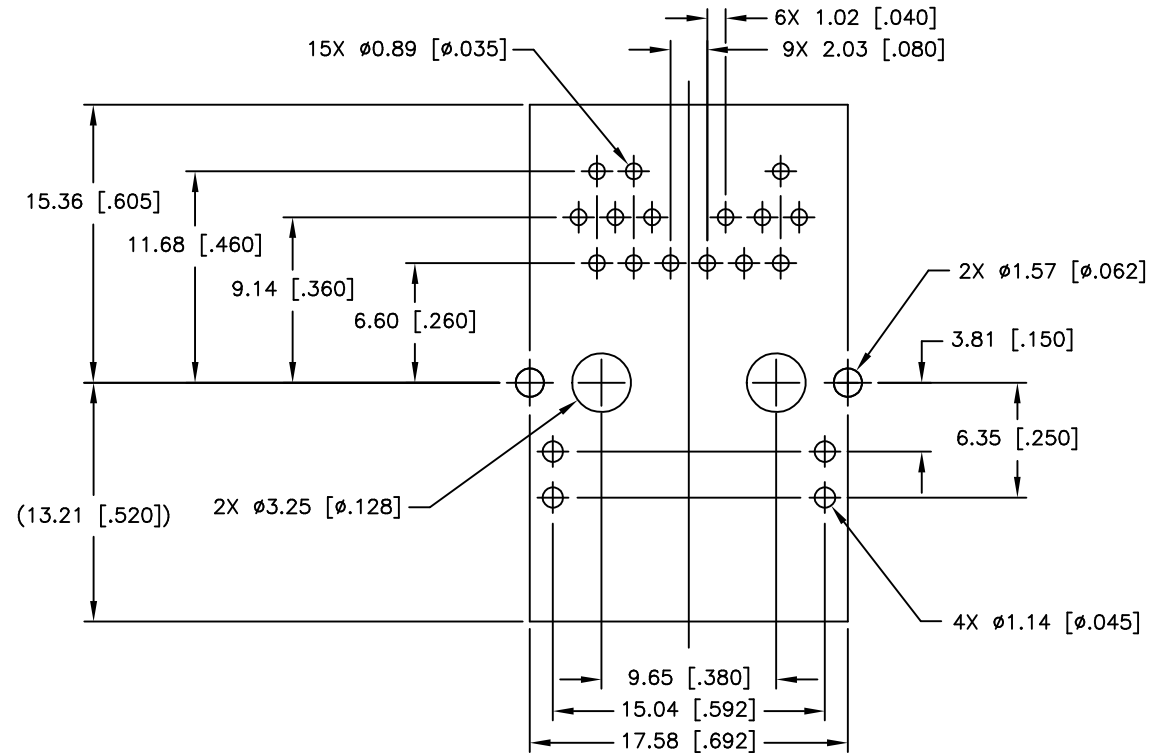 6X 1.02 [.040]
15X ø0.89 [ø.035]
9X 2.03 [.080]
15.36 [.605]
11.68 [.460]
9.14 [.360]
6.60 [.260]
2X ø1.57 [ø.062]
3.81 [.150]
6.35 [.250]
(13.21 [.520])
2X ø3.25 [ø.128]
4X ø1.14 [ø.045]
9.65 [.380]
15.04 [.592]
17.58 [.692]